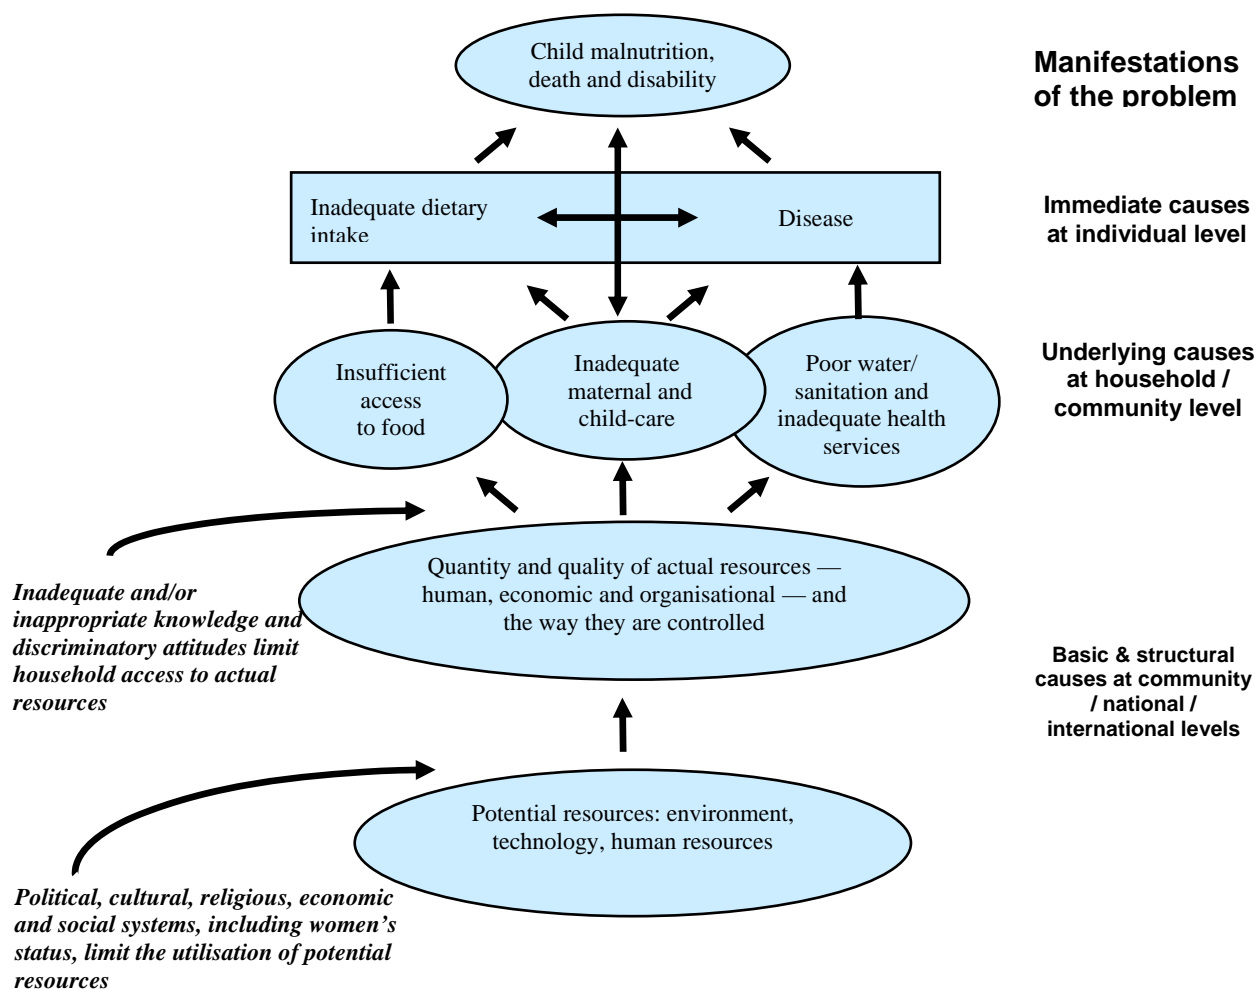 Child malnutrition,
death and disability
Manifestations
of the problem
Inadequate dietary
intake
Disease
Immediate causes
at individual level
Insufficient
access
to food
Inadequate
maternal and
child-care
Poor water/
sanitation and
inadequate health
services
Underlying causes
at household /
community level
Inadequate and/or
inappropriate knowledge and
discriminatory attitudes limit
household access to actual
resources
Quantity and quality of actual resources —
human, economic and organisational — and
the way they are controlled
Basic & structural
causes at community
/ national /
international levels
Potential resources: environment,
technology, human resources
Political, cultural, religious, economic
and social systems, including women’s
status, limit the utilisation of potential
resources